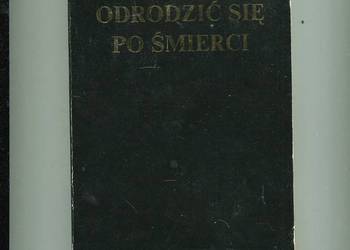 ODRODZIĆ SIĘ
PO ŚMIERCI